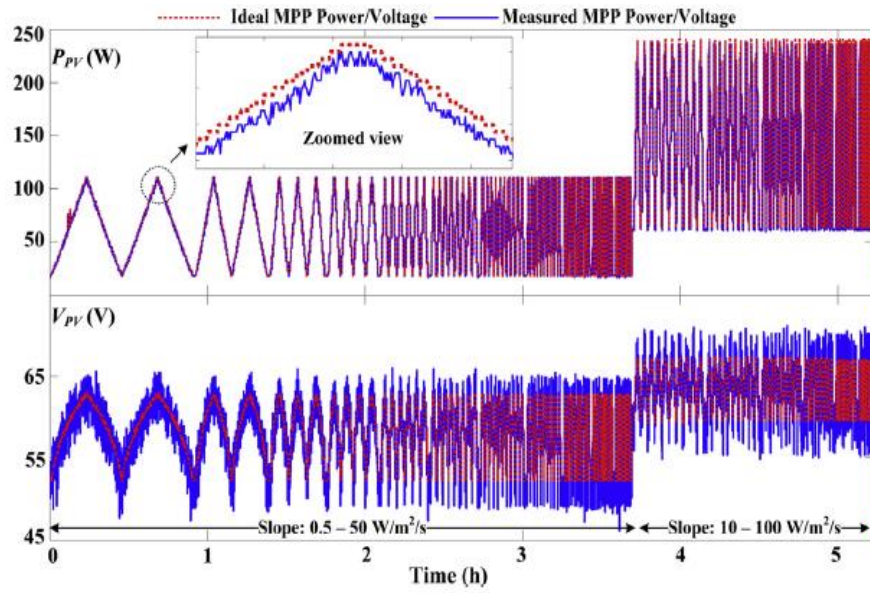 Ideal MPP Power/Voltage Measured MPP Power/Voltage
250
P_PV (W)
200
150
100
50
Zoomed view
V_PV (V)
65
55
45
Slope: 0.5 – 50 W/m²/s Slope: 10 – 100 W/m²/s
0 1 2 3 4 5
Time (h)